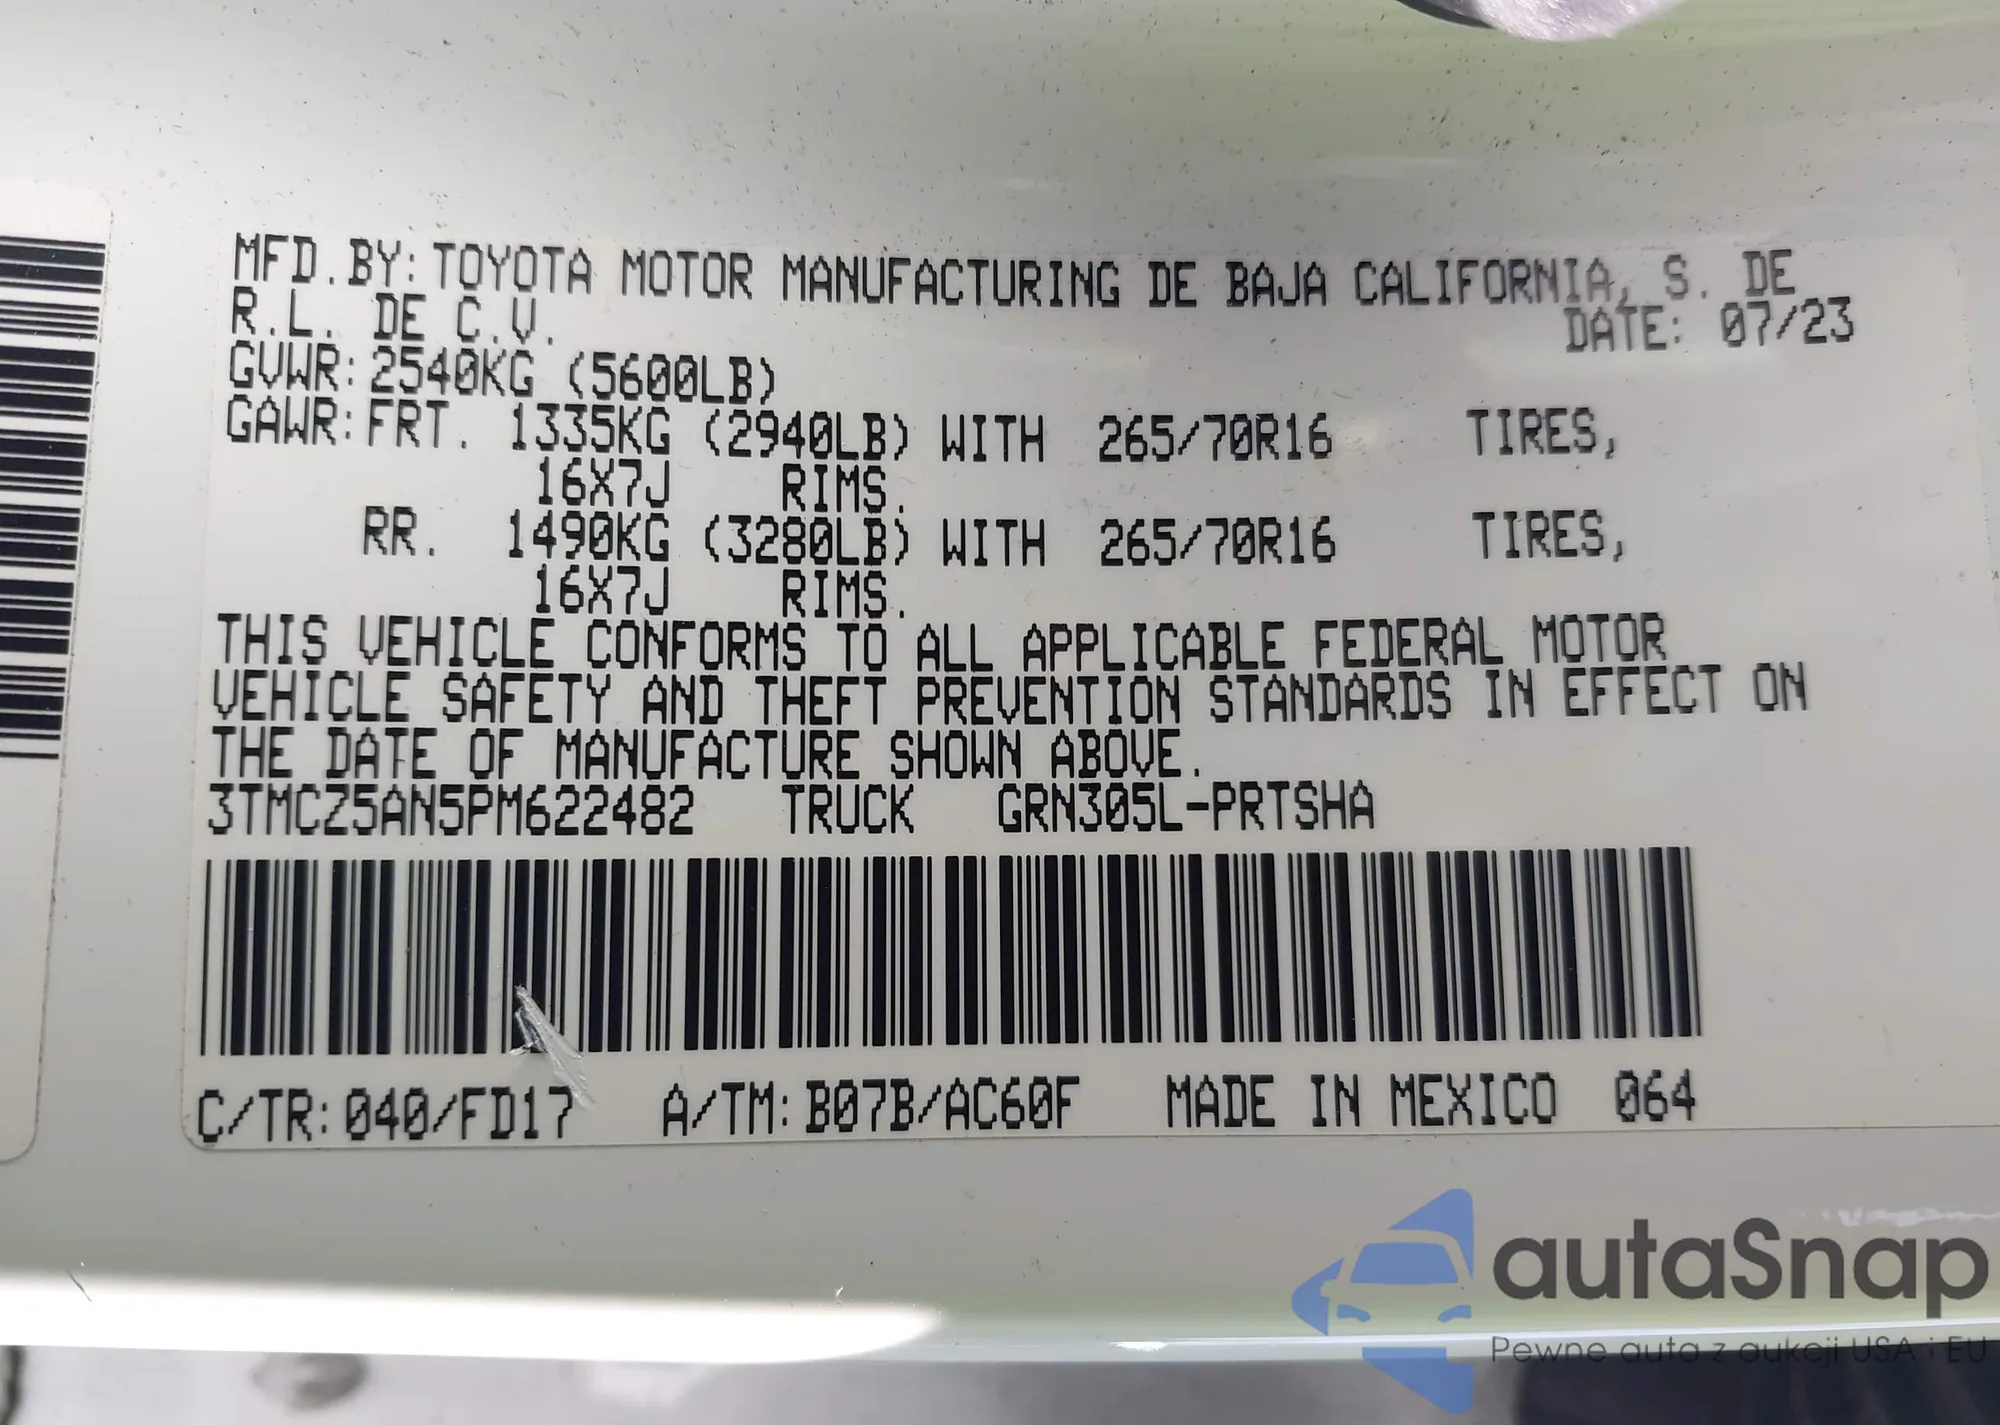 MFD.BY:TOYOTA MOTOR MANUFACTURING DE BAJA CALIFORNIA, S. DE
R.L. DE C.V. DATE: 07/23
GVWR:2540KG (5600LB)
GAWR:FRT. 1335KG (2940LB) WITH 265/70R16 TIRES,
16X7J RIMS.
RR. 1490KG (3280LB) WITH 265/70R16 TIRES,
16X7J RIMS.
THIS VEHICLE CONFORMS TO ALL APPLICABLE FEDERAL MOTOR
VEHICLE SAFETY AND THEFT PREVENTION STANDARDS IN EFFECT ON
THE DATE OF MANUFACTURE SHOWN ABOVE.
3TMCZ5AN5PM622482 TRUCK GRN305L-PRTSHA
C/TR:040/FD17 A/TM:B07B/AC60F MADE IN MEXICO 064
autaSnap
Pewne auta z aukcji USA i EU